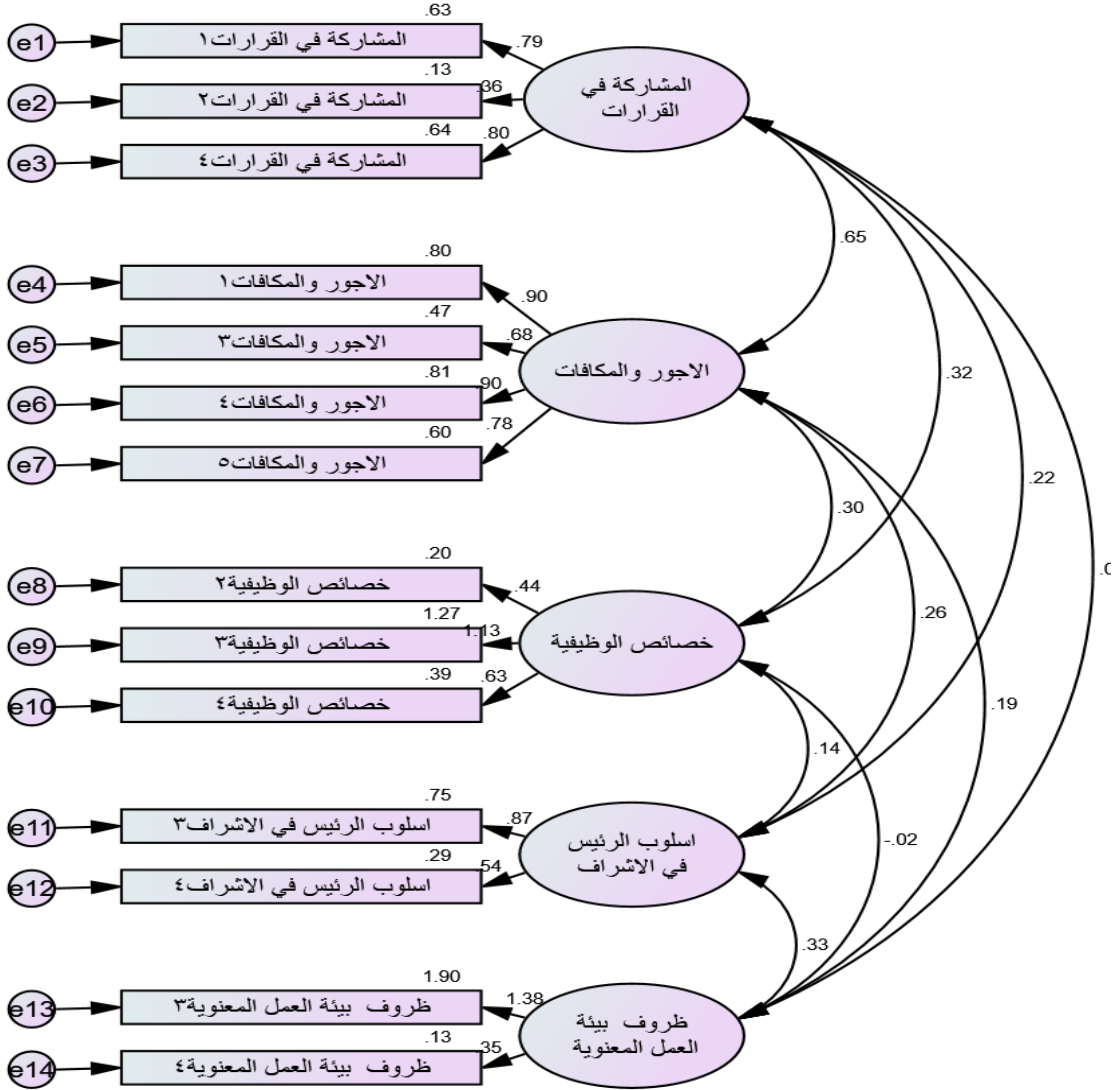 .63
e1
المشاركة في القرارات١
.79
.13
e2
المشاركة في القرارات٢
.36
.64
e3
المشاركة في القرارات٤
.80
المشاركة في
القرارات
.65
.80
e4
الاجور والمكافات١
.90
.47
e5
الاجور والمكافات٣
.68
.81
e6
الاجور والمكافات٤
.90
.60
e7
الاجور والمكافات٥
.78
الاجور والمكافات
.32
.22
.30
.20
e8
خصائص الوظيفية٢
.44
1.27
e9
خصائص الوظيفية٣
1.13
.39
e10
خصائص الوظيفية٤
.63
خصائص الوظيفية
.26
.19
.14
.75
e11
اسلوب الرئيس في الاشراف٣
.87
.29
e12
اسلوب الرئيس في الاشراف٤
.54
اسلوب الرئيس
في الاشراف
-.02
.33
1.90
e13
ظروف بيئة العمل المعنوية٣
1.38
.13
e14
ظروف بيئة العمل المعنوية٤
.35
ظروف بيئة
العمل المعنوية